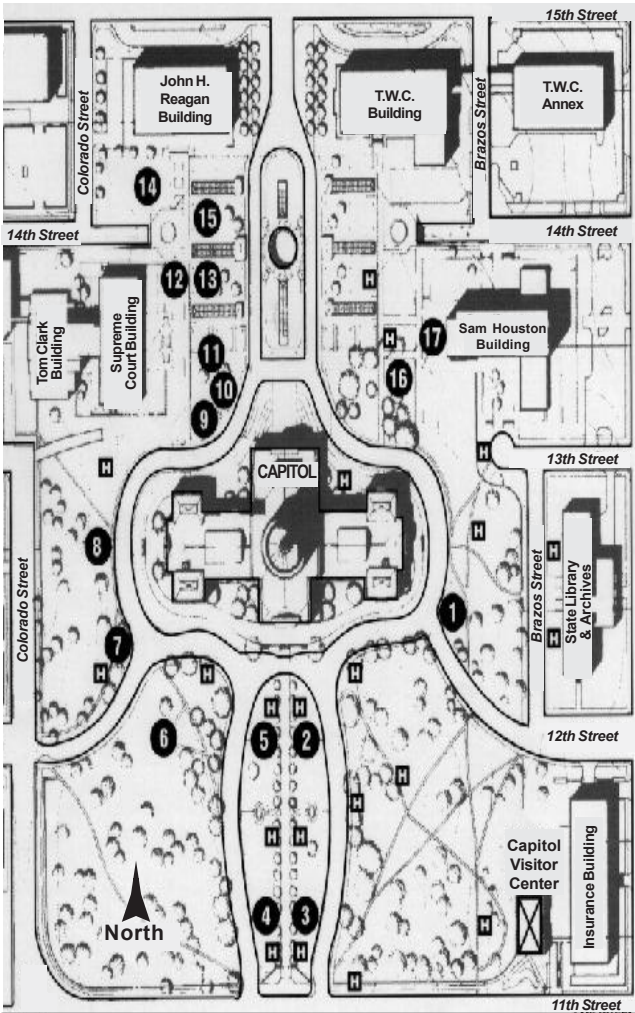 15th Street
John H.
Reagan
Building
T.W.C.
Building
T.W.C.
Annex
Colorado Street
Brazos Street
14
15
14th Street
14th Street
12
13
H
Tom Clark
Building
Supreme
Court Building
H
17
Sam Houston
Building
11
10
16
9
H
13th Street
H
CAPITOL
H
8
H
H
State Library
& Archives
Brazos Street
Colorado Street
1
7
H
H
H
H
6
5
2
H
H
12th Street
H
H
H
H
Capitol
Visitor
Center
Insurance Building
4
3
H
North
H
H
H
11th Street